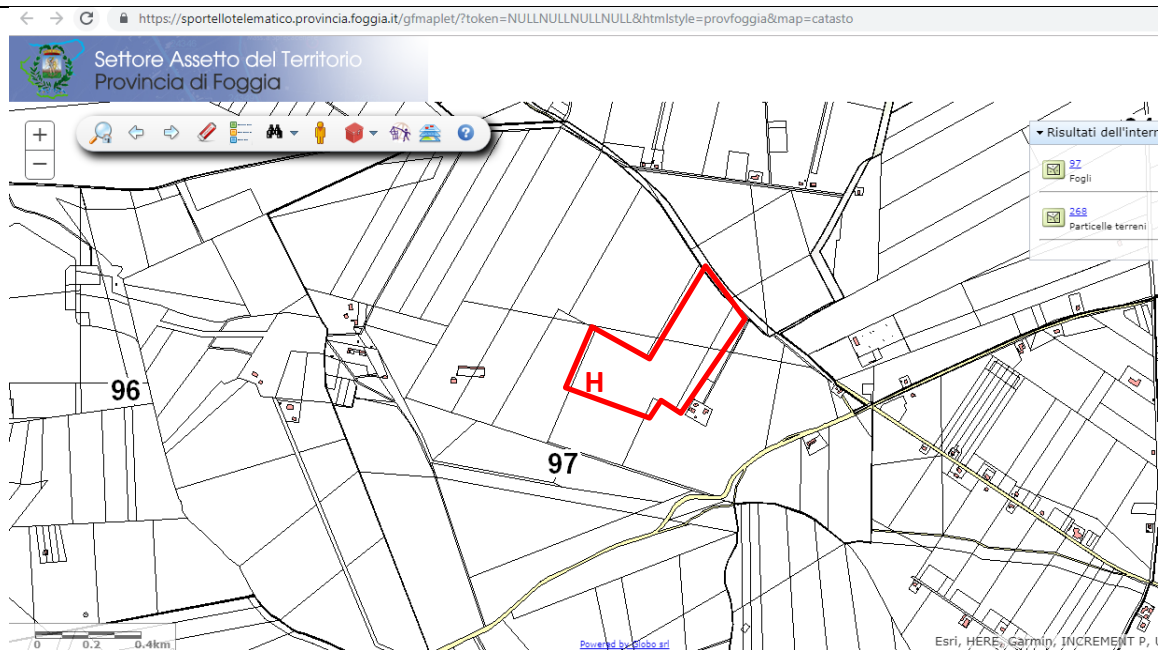 https://sportellotelematico.provincia.foggia.it/gfmaplet/?token=NULLNULLNULLNULL&htmlstyle=provfoggia&map=catasto
Settore Assetto del Territorio
Provincia di Foggia
+
−
Risultati dell'interr
97
Fogli
268
Particelle terreni
H
96
97
0 0.2 0.4km
Powered by Globo srl
Esri, HERE, Garmin, INCREMENT P, U